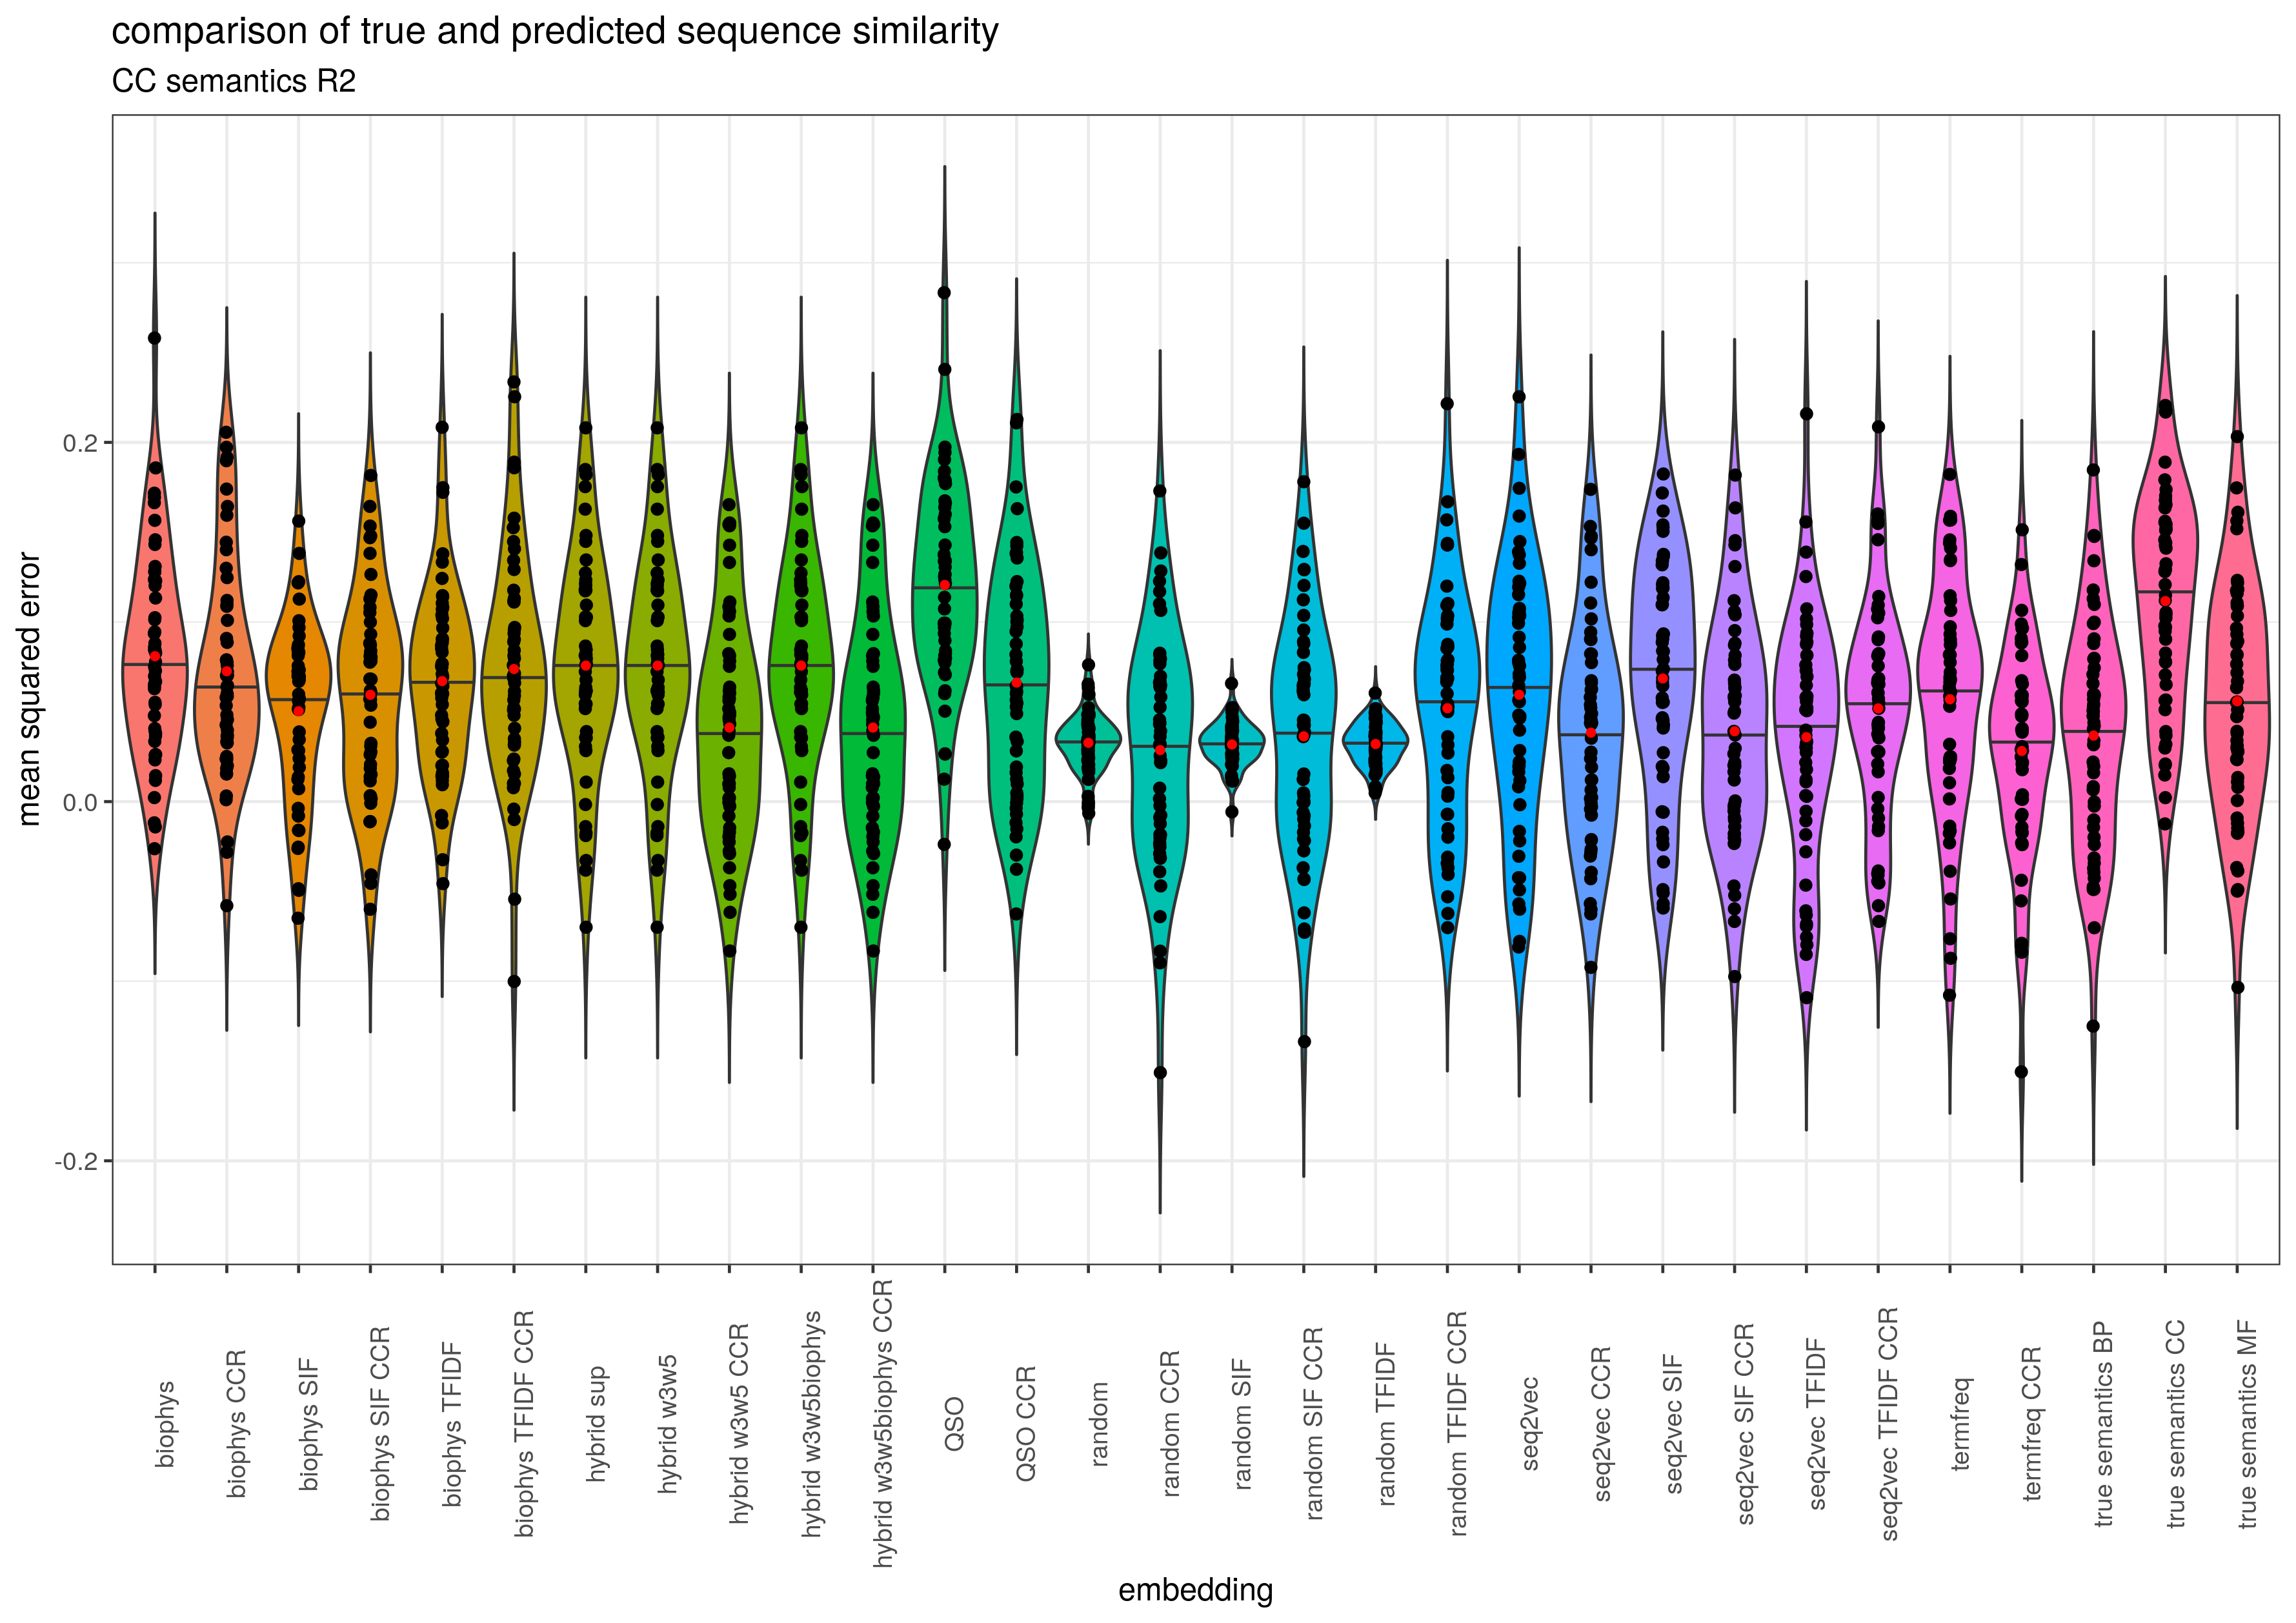 comparison of true and predicted sequence similarity
CC semantics R2
mean squared error
0.2
0.0
-0.2
biophys
biophys CCR
biophys SIF
biophys SIF CCR
biophys TFIDF
biophys TFIDF CCR
hybrid sup
hybrid w3w5
hybrid w3w5 CCR
hybrid w3w5biophys
hybrid w3w5biophys CCR
QSO
QSO CCR
random
random CCR
random SIF
random SIF CCR
random TFIDF
random TFIDF CCR
seq2vec
seq2vec CCR
seq2vec SIF
seq2vec SIF CCR
seq2vec TFIDF
seq2vec TFIDF CCR
termfreq
termfreq CCR
true semantics BP
true semantics CC
true semantics MF
embedding